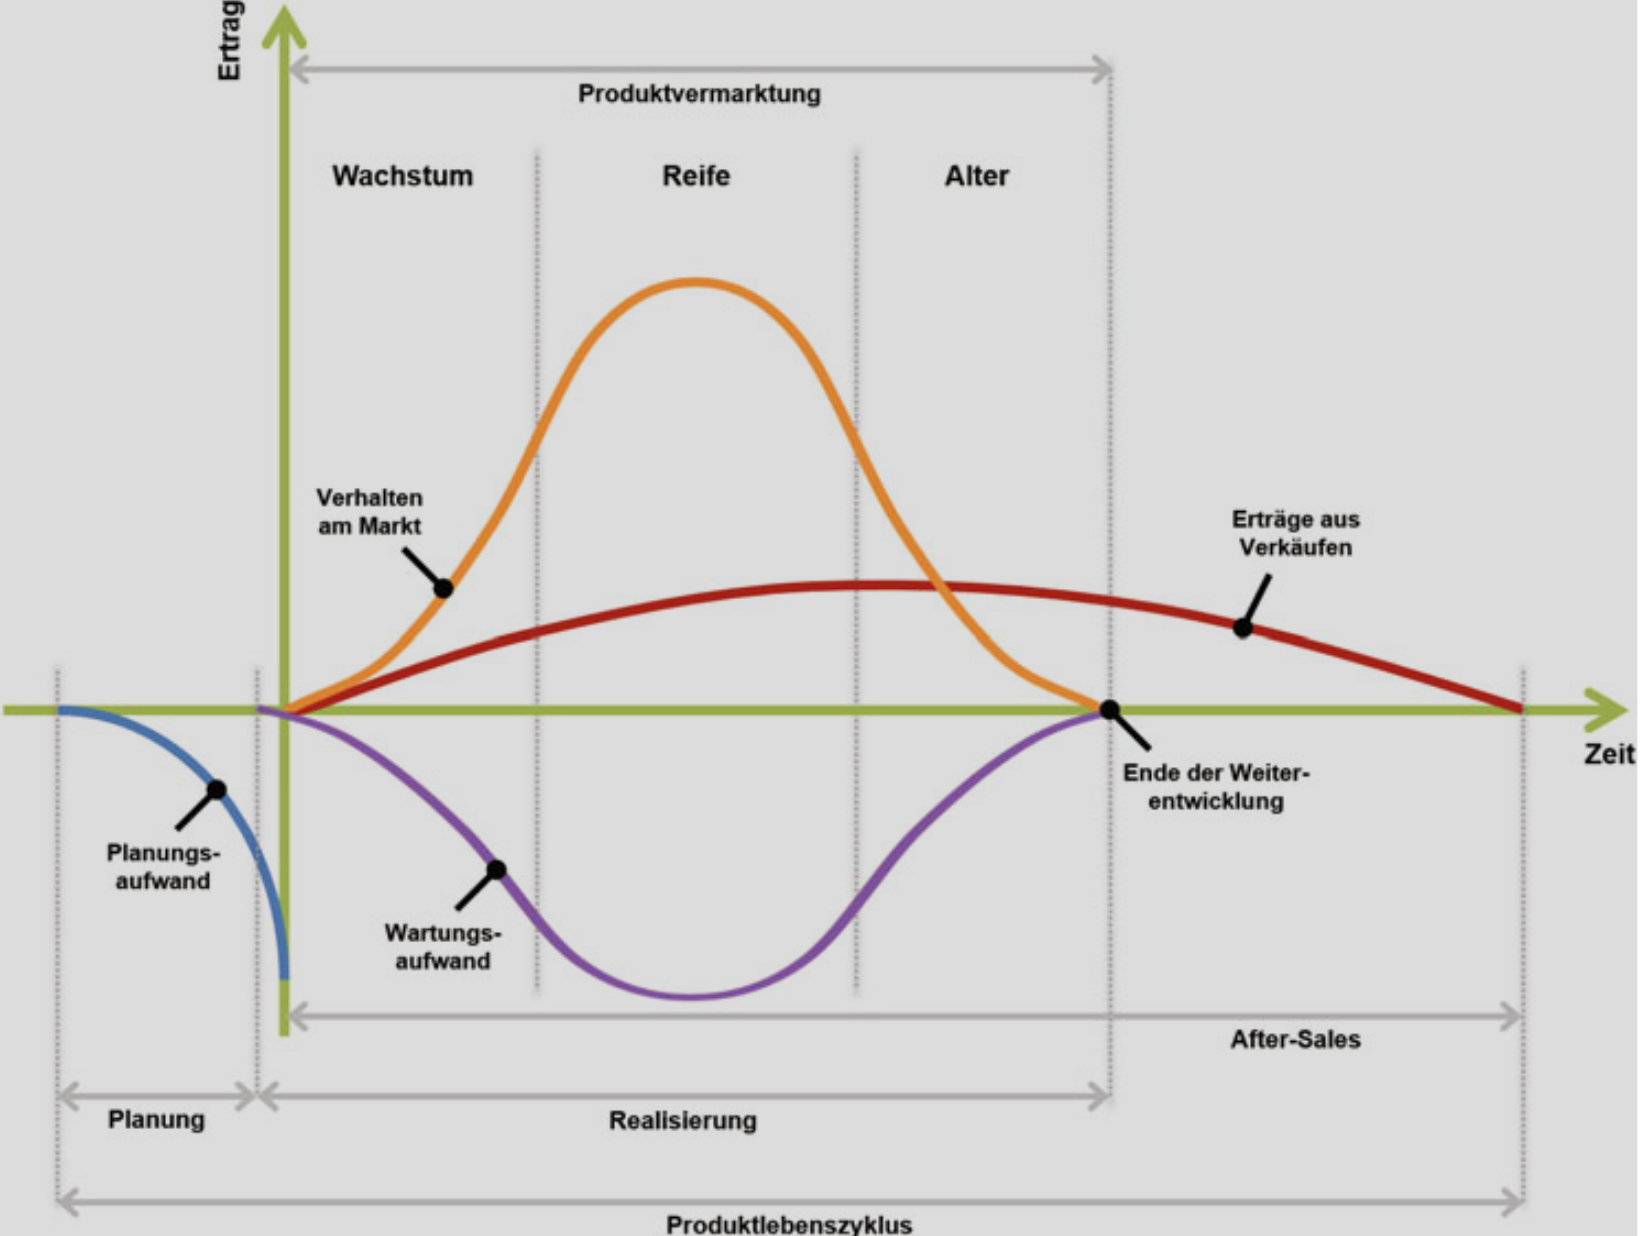 Ertrag
Produktvermarktung
Wachstum
Reife
Alter
Verhalten
am Markt
Erträge aus
Verkäufen
Zeit
Ende der Weiter-
entwicklung
Planungs-
aufwand
Wartungs-
aufwand
After-Sales
Planung
Realisierung
Produktlebenszyklus